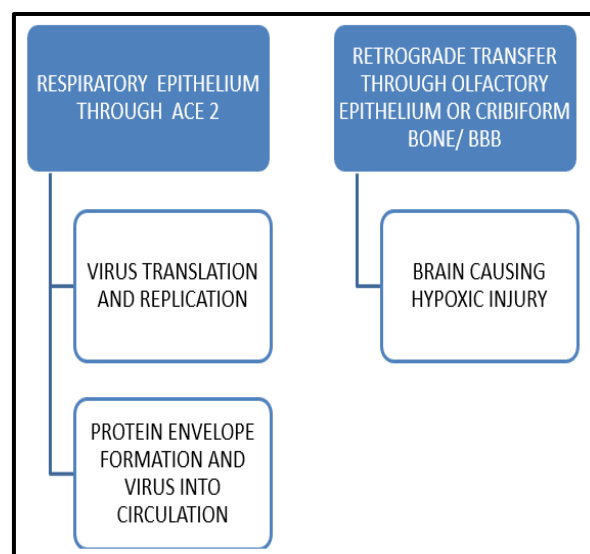 RESPIRATORY EPITHELIUM
THROUGH ACE 2
VIRUS TRANSLATION
AND REPLICATION
PROTEIN ENVELOPE
FORMATION AND
VIRUS INTO
CIRCULATION
RETROGRADE TRANSFER
THROUGH OLFACTORY
EPITHELIUM OR CRIBIFORM
BONE/ BBB
BRAIN CAUSING
HYPOXIC INJURY